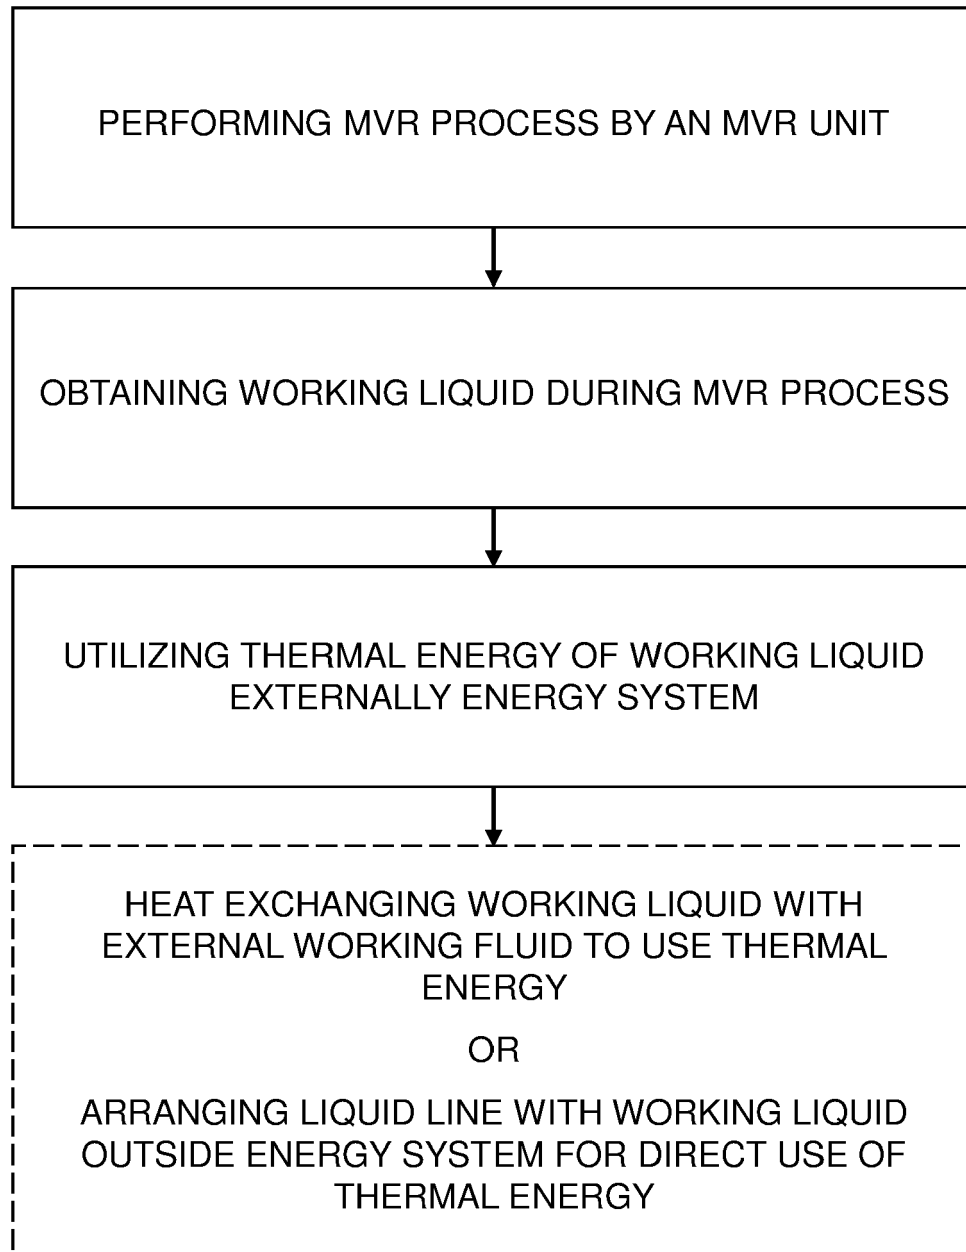 PERFORMING MVR PROCESS BY AN MVR UNIT
OBTAINING WORKING LIQUID DURING MVR PROCESS
UTILIZING THERMAL ENERGY OF WORKING LIQUID
EXTERNALLY ENERGY SYSTEM
HEAT EXCHANGING WORKING LIQUID WITH
EXTERNAL WORKING FLUID TO USE THERMAL
ENERGY
OR
ARRANGING LIQUID LINE WITH WORKING LIQUID
OUTSIDE ENERGY SYSTEM FOR DIRECT USE OF
THERMAL ENERGY